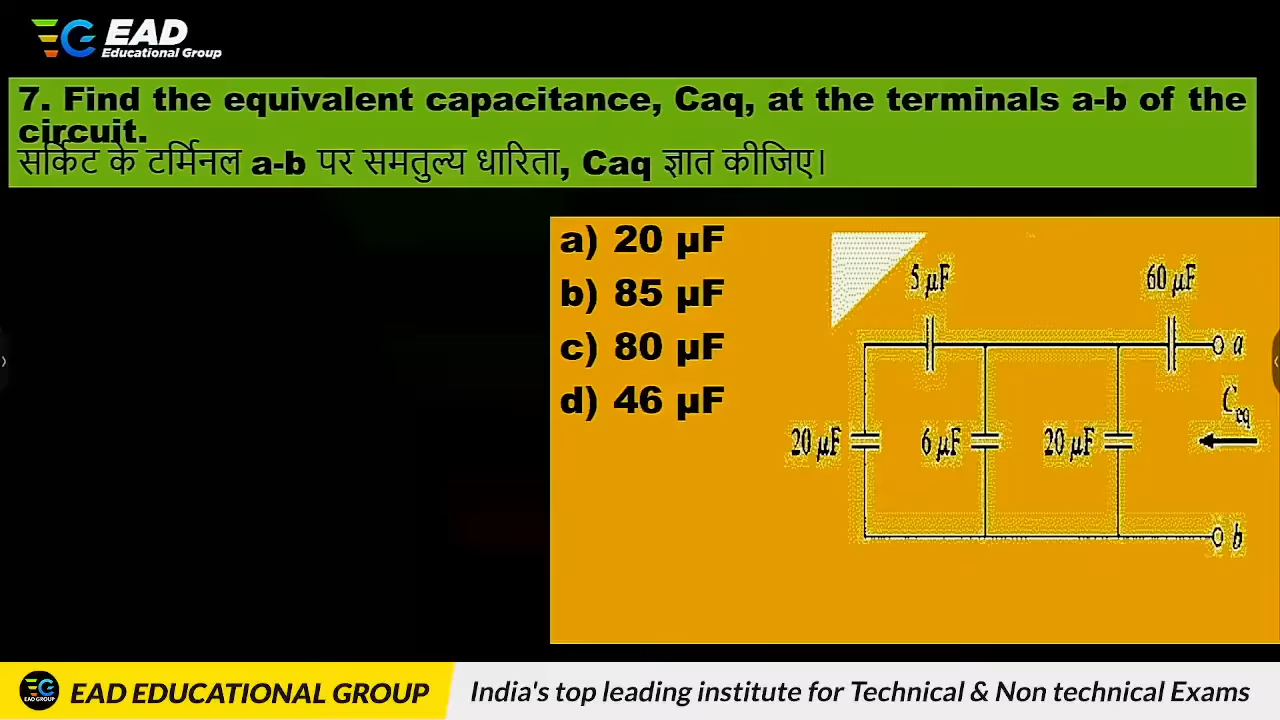 EAD
Educational Group
7. Find the equivalent capacitance, Caq, at the terminals a-b of the
circuit.
सर्किट के टर्मिनल a-b पर समतुल्य धारिता, Caq ज्ञात कीजिए।
a) 20 µF
b) 85 µF
c) 80 µF
d) 46 µF
5 µF
60 µF
a
Ceq
20 µF
6 µF
20 µF
b
EAD GROUP
EAD EDUCATIONAL GROUP
India's top leading institute for Technical & Non technical Exams